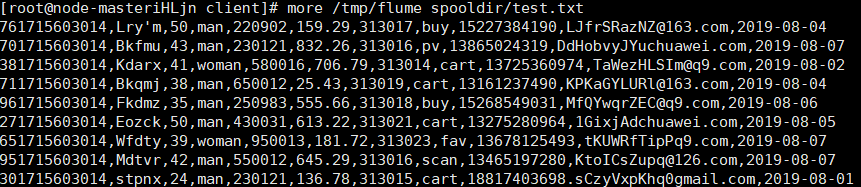 [root@node-masteriHLjn client]# more /tmp/flume spooldir/test.txt
761715603014,Lry'm,50,man,220902,159.29,313017,buy,15227384190,LJfrSRazNZ@163.com,2019-08-04
701715603014,Bkfmu,43,man,230121,832.26,313016,pv,13865024319,DdHobvyJYuchuawei.com,2019-08-07
381715603014,Kdarx,41,woman,580016,706.79,313014,cart,13725360974,TaWezHLSIm@q9.com,2019-08-02
711715603014,Bkqmj,38,man,650012,25.43,313019,cart,13161237490,KPKaGYLURl@163.com,2019-08-04
961715603014,Fkdmz,35,man,250983,555.66,313018,buy,15268549031,MfQYwqrZEC@q9.com,2019-08-06
271715603014,Eozck,50,man,430031,613.22,313021,cart,13275280964,1GixjAdchuawei.com,2019-08-05
651715603014,Wfdty,39,woman,950013,181.72,313023,fav,13678125493,tKUWRfTipPq9.com,2019-08-07
951715603014,Mdtvr,42,man,550012,645.29,313016,scan,13465197280,KtoICsZupq@126.com,2019-08-07
301715603014,stpnx,24,man,230121,136.78,313015,cart,18817403698.sCzyVxpKhq0gmail.com,2019-08-01